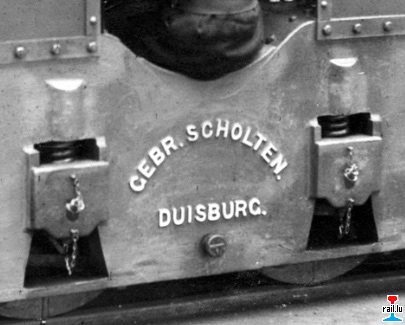 GEBR. SCHOLTEN.
DUISBURG.
rail.lu